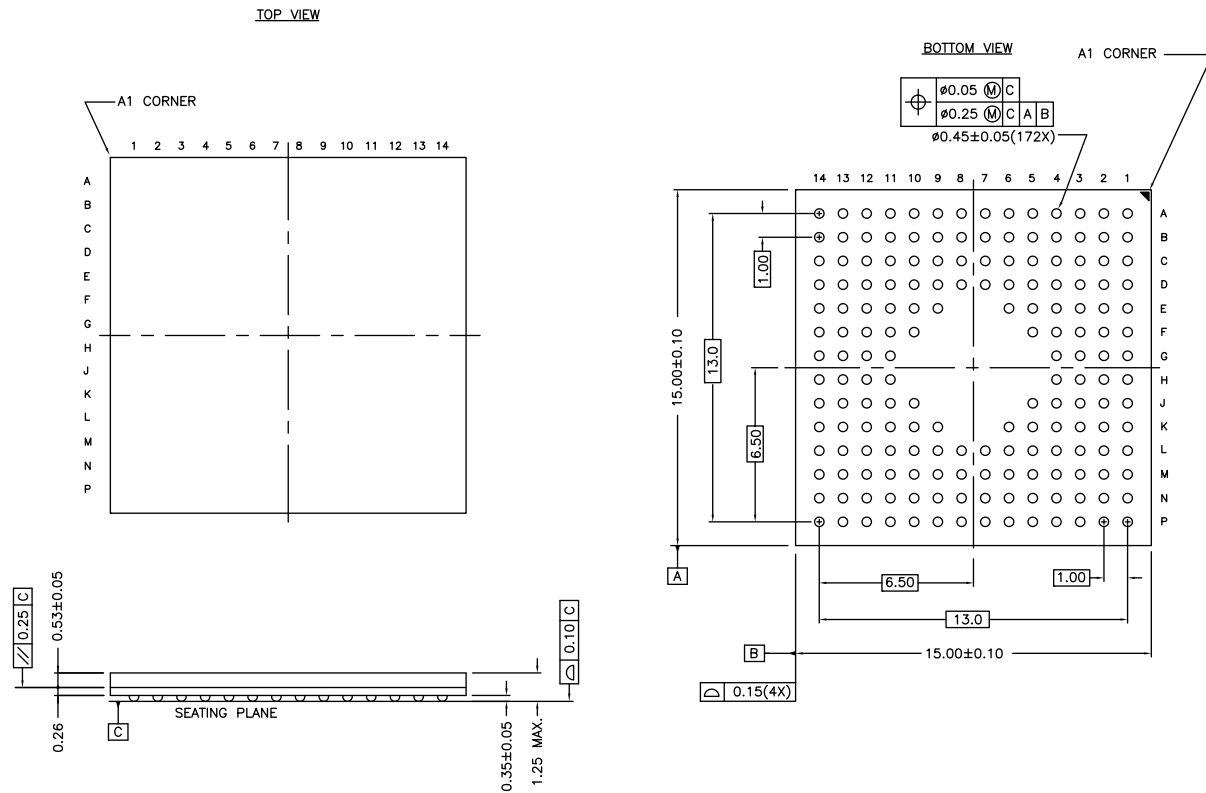 TOP VIEW
A1 CORNER
1 2 3 4 5 6 7 8 9 10 11 12 13 14
A
B
C
D
E
F
G
H
J
K
L
M
N
P
BOTTOM VIEW
A1 CORNER
ø0.05 Ⓜ C
ø0.25 Ⓜ C A B
ø0.45±0.05(172X)
14 13 12 11 10 9 8 7 6 5 4 3 2 1
A
B
C
D
E
F
G
H
J
K
L
M
N
P
1.00
13.0
15.00±0.10
6.50
A
6.50
1.00
13.0
B
15.00±0.10
0.15(4X)
0.25 C
0.53±0.05
0.26
C
SEATING PLANE
0.35±0.05
1.25 MAX.
0.10 C